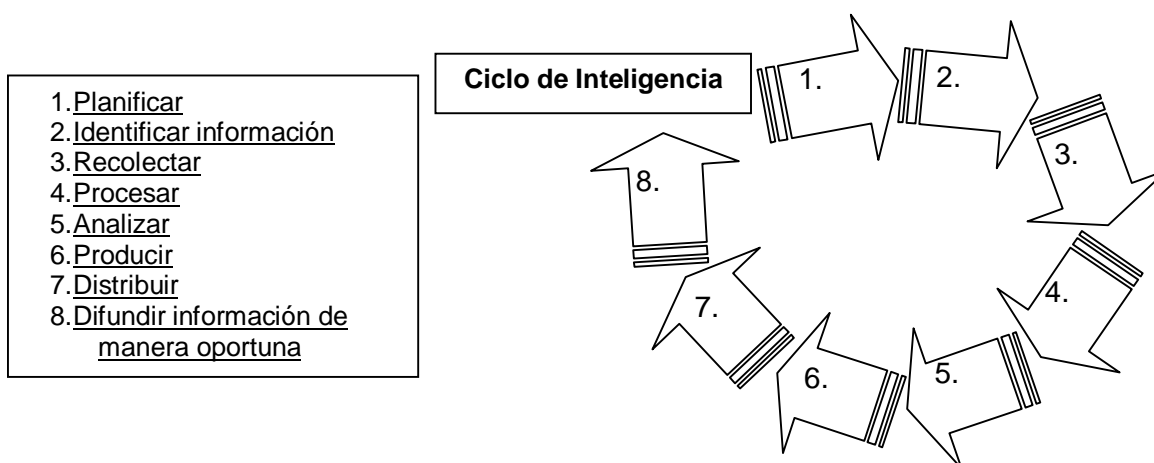 Ciclo de Inteligencia
1.Planificar
2.Identificar información
3.Recolectar
4.Procesar
5.Analizar
6.Producir
7.Distribuir
8.Difundir información de
manera oportuna
1.
2.
3.
4.
5.
6.
7.
8.